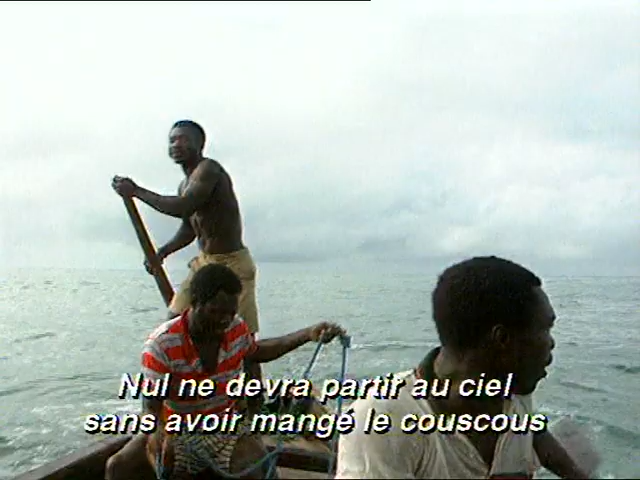 Nul ne devra partir au ciel
sans avoir mangé le couscous